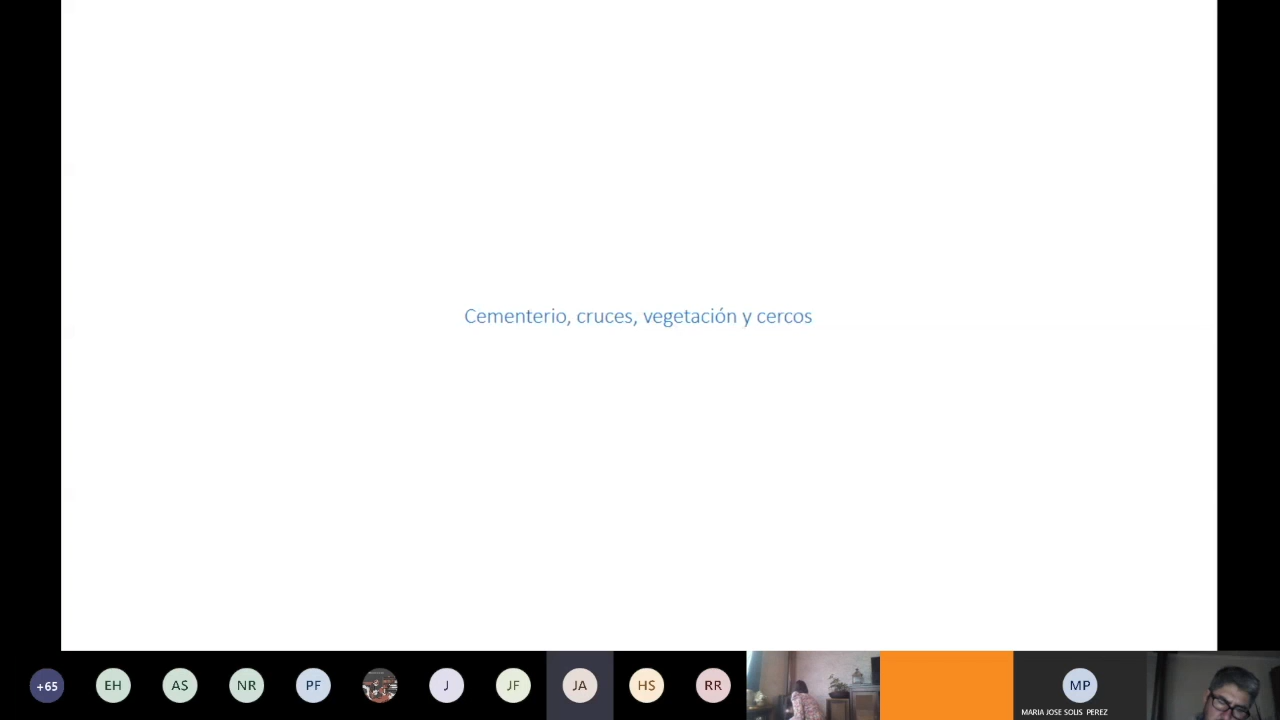 Cementerio, cruces, vegetación y cercos
+65
EH
AS
NR
PF
J
JF
JA
HS
RR
MP
MARIA JOSE SOLIS PEREZ